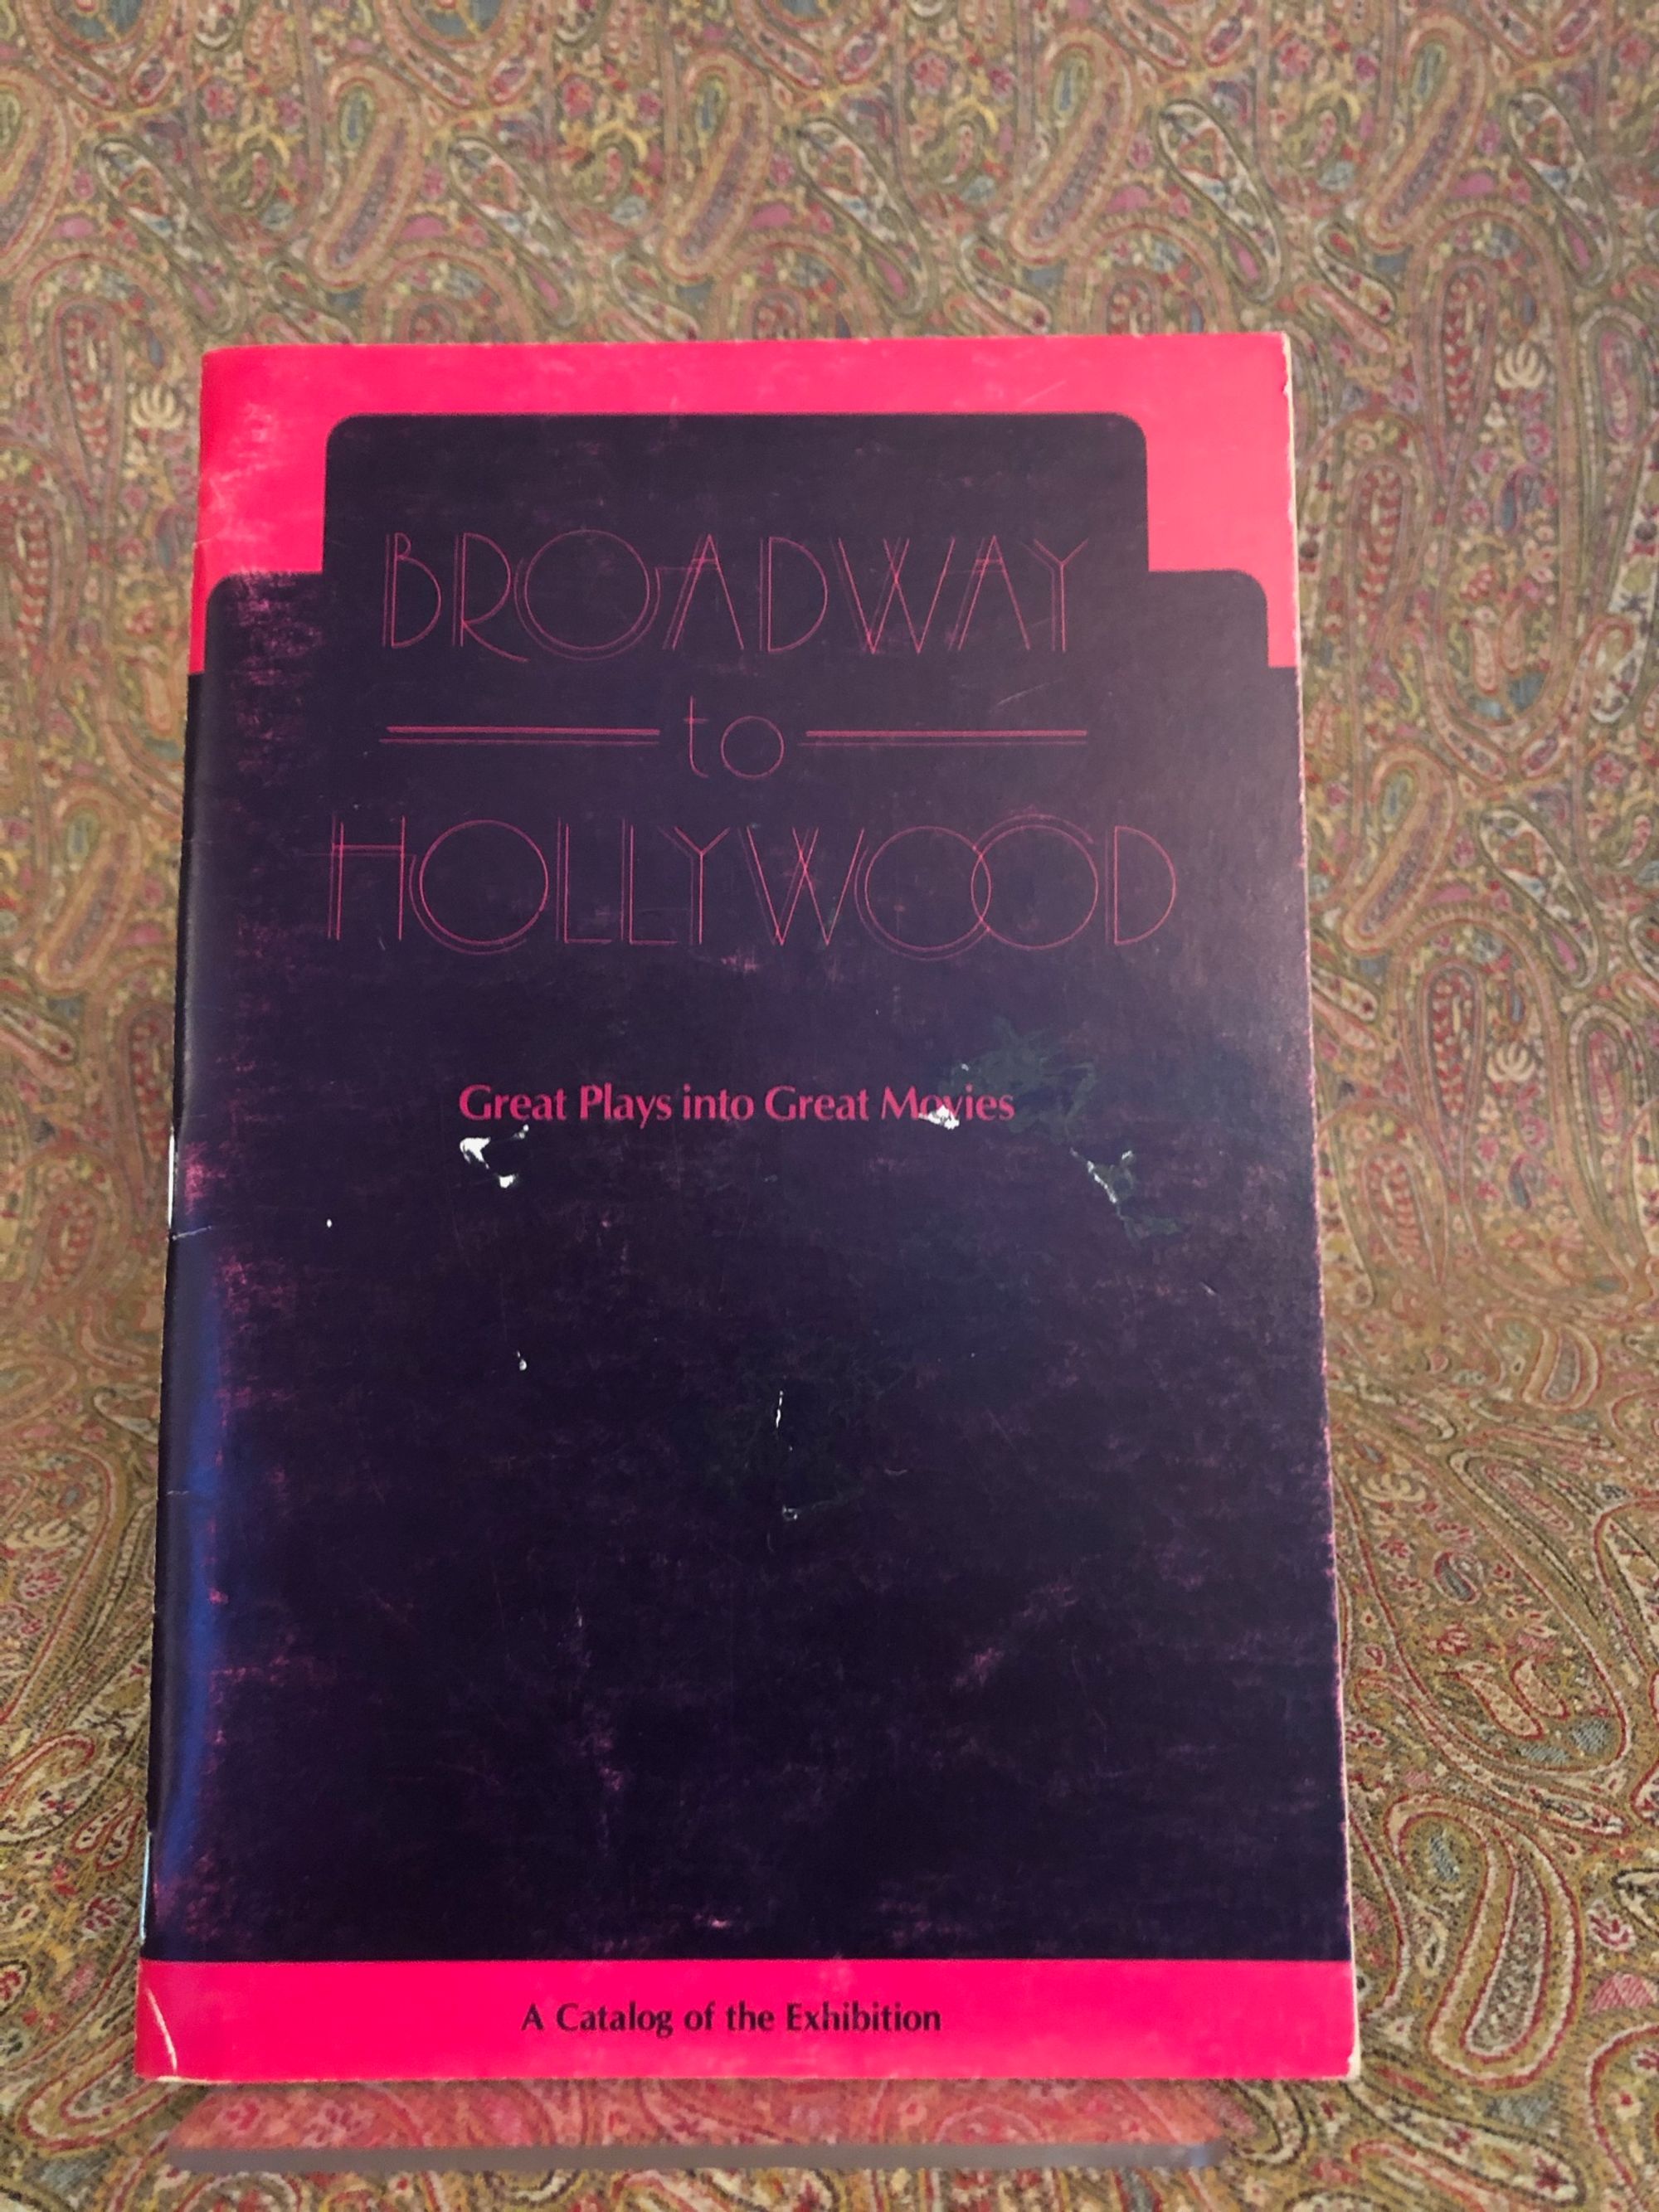 BROADWAY
to
HOLLYWOOD
Great Plays into Great Movies
A Catalog of the Exhibition